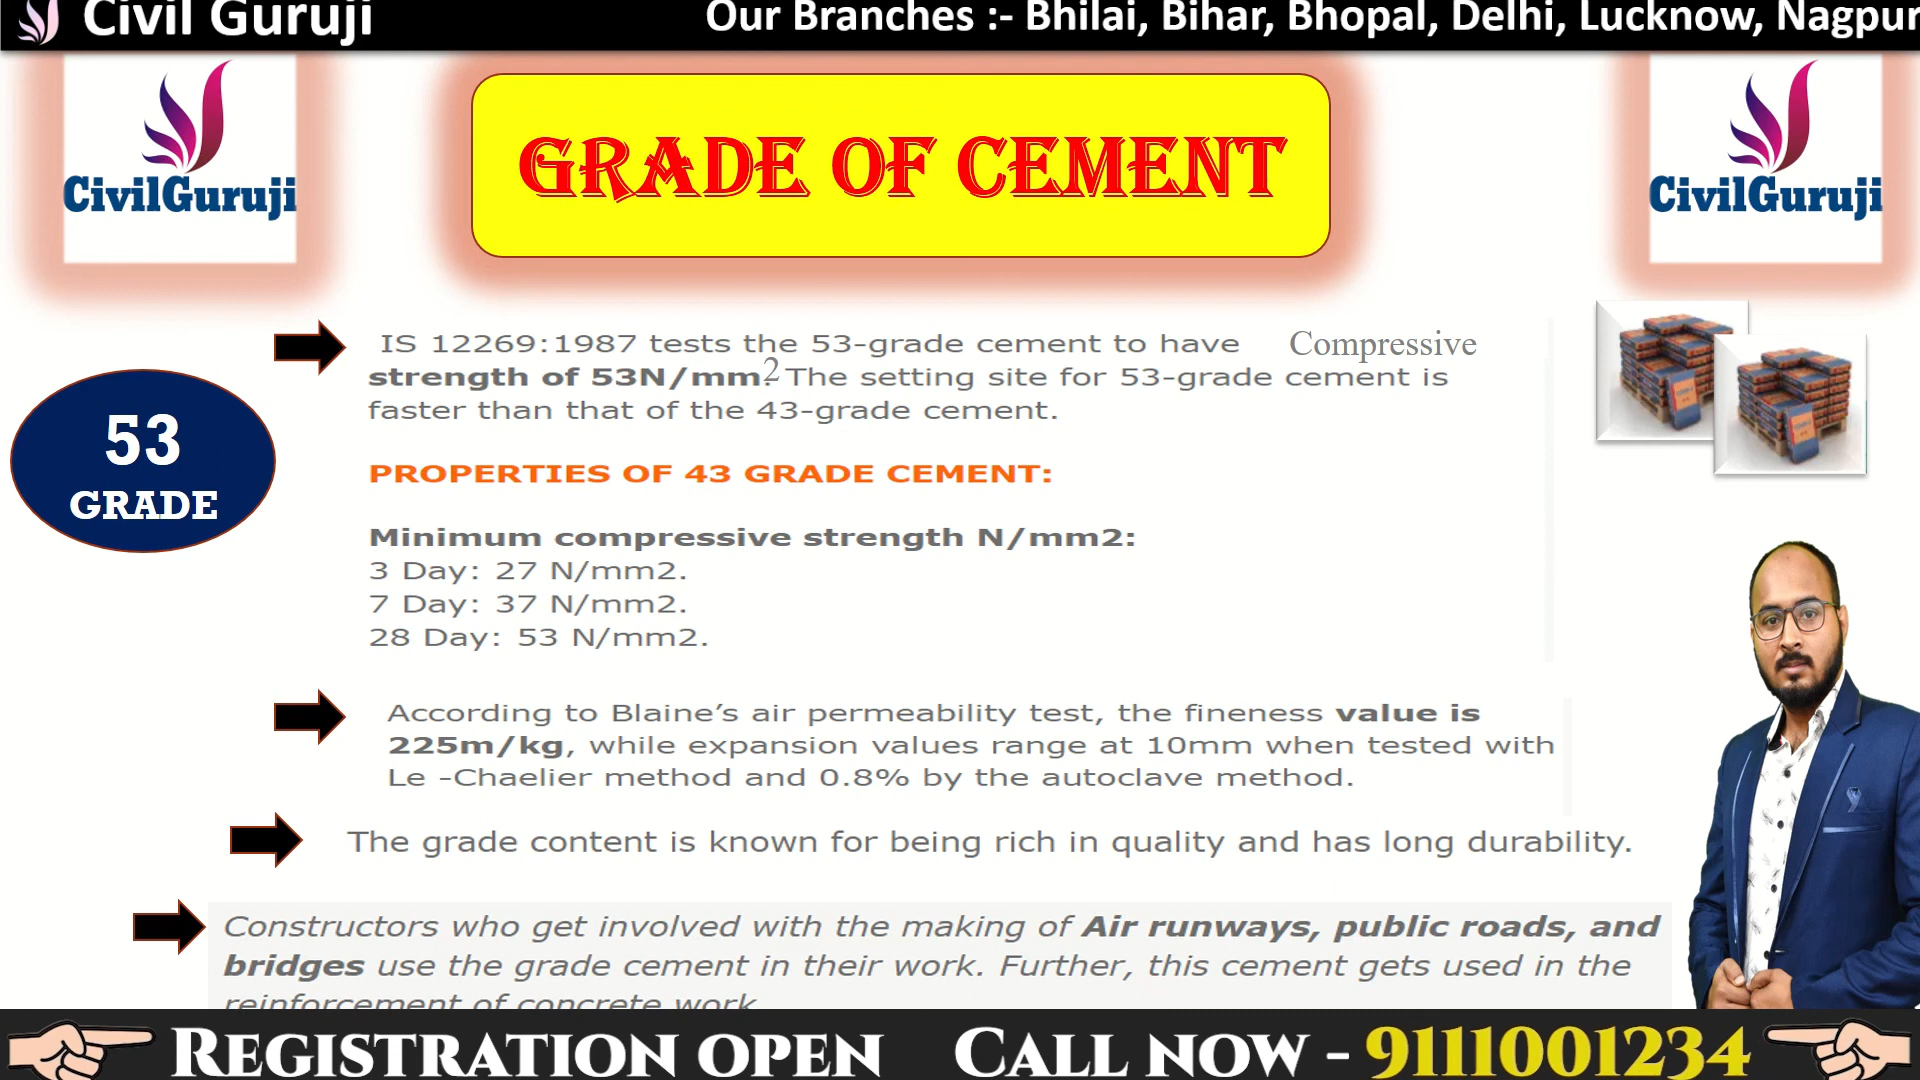 Civil Guruji
Our Branches :- Bhilai, Bihar, Bhopal, Delhi, Lucknow, Nagpur
CivilGuruji
GRADE OF CEMENT
CivilGuruji
IS 12269:1987 tests the 53-grade cement to have Compressive
strength of 53N/mm2. The setting site for 53-grade cement is
faster than that of the 43-grade cement.
53
GRADE
PROPERTIES OF 43 GRADE CEMENT:
Minimum compressive strength N/mm2:
3 Day: 27 N/mm2.
7 Day: 37 N/mm2.
28 Day: 53 N/mm2.
According to Blaine’s air permeability test, the fineness value is
225m/kg, while expansion values range at 10mm when tested with
Le -Chaelier method and 0.8% by the autoclave method.
The grade content is known for being rich in quality and has long durability.
Constructors who get involved with the making of Air runways, public roads, and
bridges use the grade cement in their work. Further, this cement gets used in the
reinforcement of concrete work
REGISTRATION OPEN CALL NOW - 9111001234